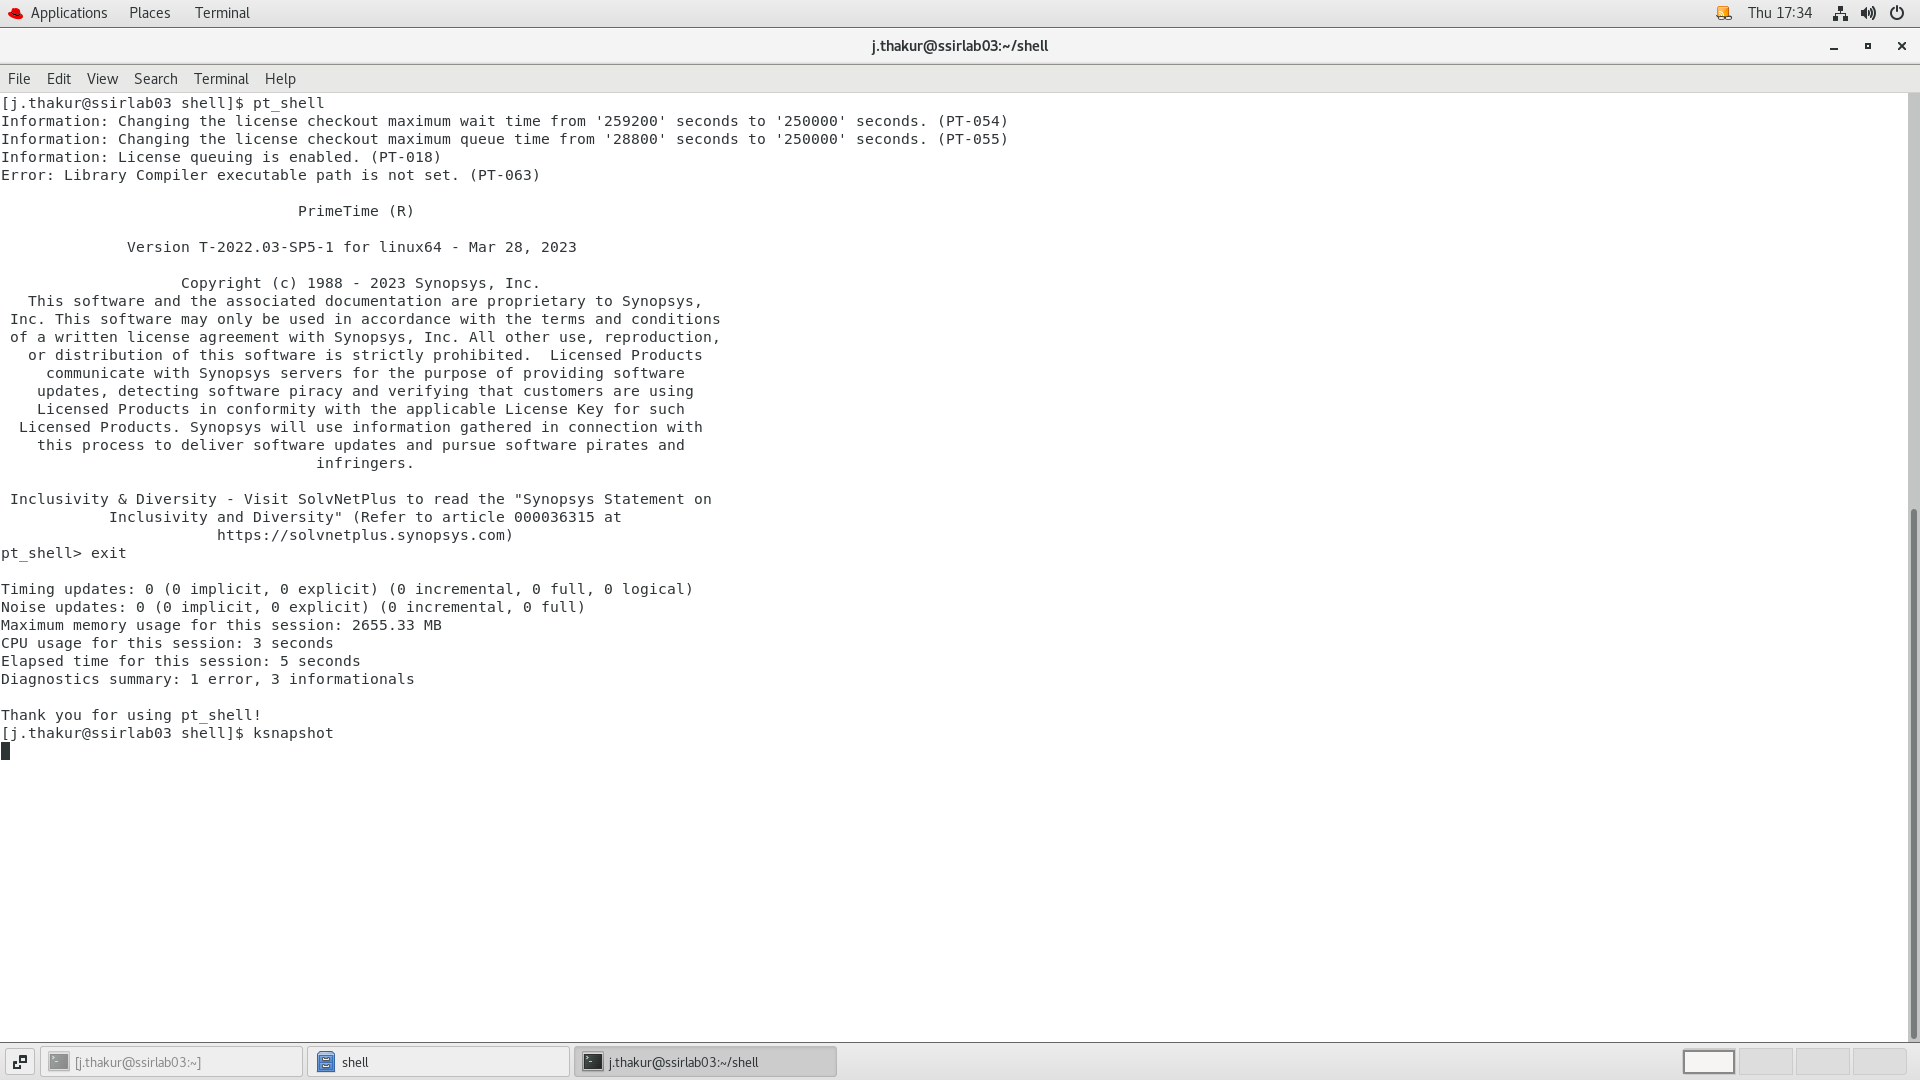 Applications Places Terminal Thu 17:34
j.thakur@ssirlab03:~/shell
File Edit View Search Terminal Help
[j.thakur@ssirlab03 shell]$ pt_shell
Information: Changing the license checkout maximum wait time from '259200' seconds to '250000' seconds. (PT-054)
Information: Changing the license checkout maximum queue time from '28800' seconds to '250000' seconds. (PT-055)
Information: License queuing is enabled. (PT-018)
Error: Library Compiler executable path is not set. (PT-063)
PrimeTime (R)
Version T-2022.03-SP5-1 for linux64 - Mar 28, 2023
Copyright (c) 1988 - 2023 Synopsys, Inc.
This software and the associated documentation are proprietary to Synopsys,
Inc. This software may only be used in accordance with the terms and conditions
of a written license agreement with Synopsys, Inc. All other use, reproduction,
or distribution of this software is strictly prohibited.  Licensed Products
communicate with Synopsys servers for the purpose of providing software
updates, detecting software piracy and verifying that customers are using
Licensed Products in conformity with the applicable License Key for such
Licensed Products. Synopsys will use information gathered in connection with
this process to deliver software updates and pursue software pirates and
infringers.
Inclusivity & Diversity - Visit SolvNetPlus to read the "Synopsys Statement on
Inclusivity and Diversity" (Refer to article 000036315 at
https://solvnetplus.synopsys.com)
pt_shell> exit
Timing updates: 0 (0 implicit, 0 explicit) (0 incremental, 0 full, 0 logical)
Noise updates: 0 (0 implicit, 0 explicit) (0 incremental, 0 full)
Maximum memory usage for this session: 2655.33 MB
CPU usage for this session: 3 seconds
Elapsed time for this session: 5 seconds
Diagnostics summary: 1 error, 3 informationals
Thank you for using pt_shell!
[j.thakur@ssirlab03 shell]$ ksnapshot
[j.thakur@ssirlab03:~] shell j.thakur@ssirlab03:~/shell